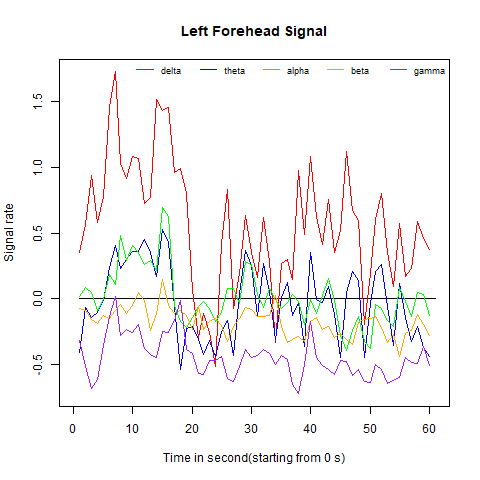 Left Forehead Signal
delta theta alpha beta gamma
Signal rate
1.5
1.0
0.5
0.0
-0.5
0 10 20 30 40 50 60
Time in second(starting from 0 s)